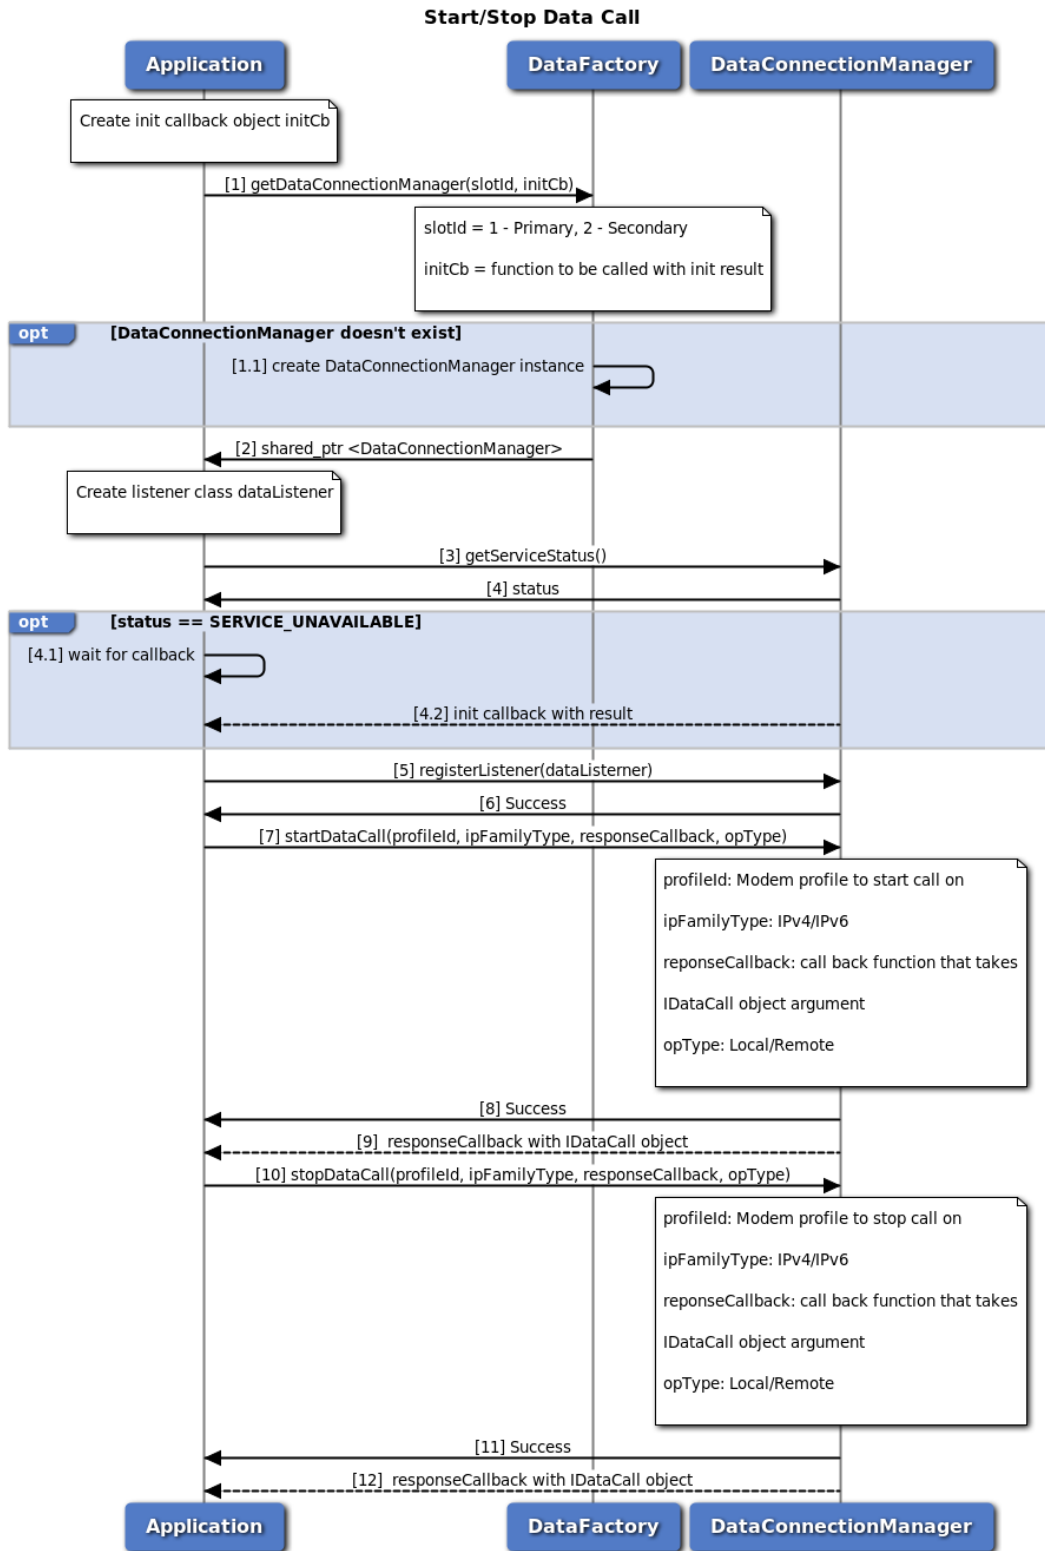 Start/Stop Data Call
Application
DataFactory
DataConnectionManager
Create init callback object initCb
[1] getDataConnectionManager(slotId, initCb)
slotId = 1 - Primary, 2 - Secondary
initCb = function to be called with init result
opt
[DataConnectionManager doesn't exist]
[1.1] create DataConnectionManager instance
[2] shared_ptr <DataConnectionManager>
Create listener class dataListener
[3] getServiceStatus()
[4] status
opt
[status == SERVICE_UNAVAILABLE]
[4.1] wait for callback
[4.2] init callback with result
[5] registerListener(dataListerner)
[6] Success
[7] startDataCall(profileId, ipFamilyType, responseCallback, opType)
profileId: Modem profile to start call on
ipFamilyType: IPv4/IPv6
reponseCallback: call back function that takes
IDataCall object argument
opType: Local/Remote
[8] Success
[9]  responseCallback with IDataCall object
[10] stopDataCall(profileId, ipFamilyType, responseCallback, opType)
profileId: Modem profile to stop call on
ipFamilyType: IPv4/IPv6
reponseCallback: call back function that takes
IDataCall object argument
opType: Local/Remote
[11] Success
[12]  responseCallback with IDataCall object
Application
DataFactory
DataConnectionManager